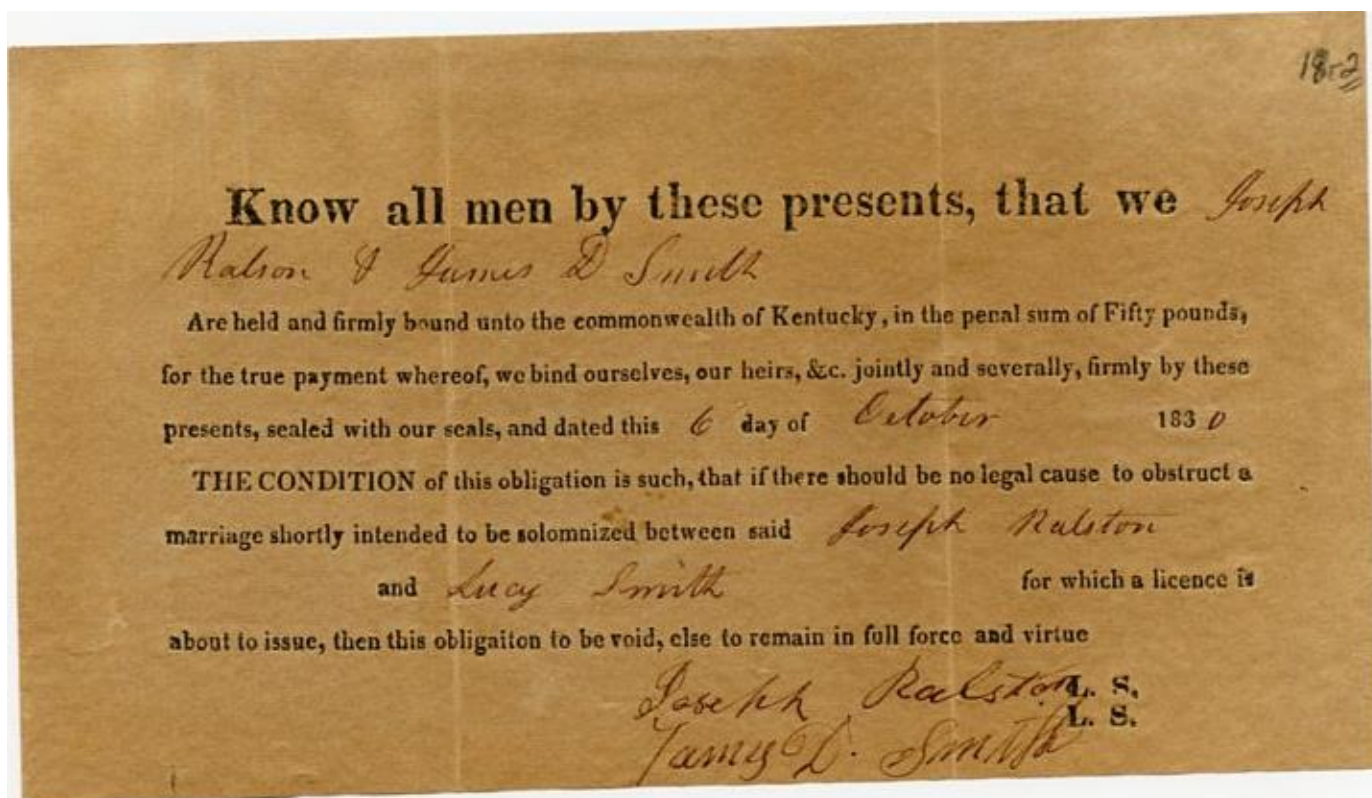 Know all men by these presents, that we Joseph
Ralson & James D Smith
Are held and firmly bound unto the commonwealth of Kentucky, in the penal sum of Fifty pounds,
for the true payment whereof, we bind ourselves, our heirs, &c. jointly and severally, firmly by these
presents, sealed with our seals, and dated this 6 day of October 1830
THE CONDITION of this obligation is such, that if there should be no legal cause to obstruct a
marriage shortly intended to be solomnized between said Joseph Ralston
and Lucy Smith for which a licence is
about to issue, then this obligaiton to be void, else to remain in full force and virtue
Joseph Ralston L. S.
James D. Smith L. S.